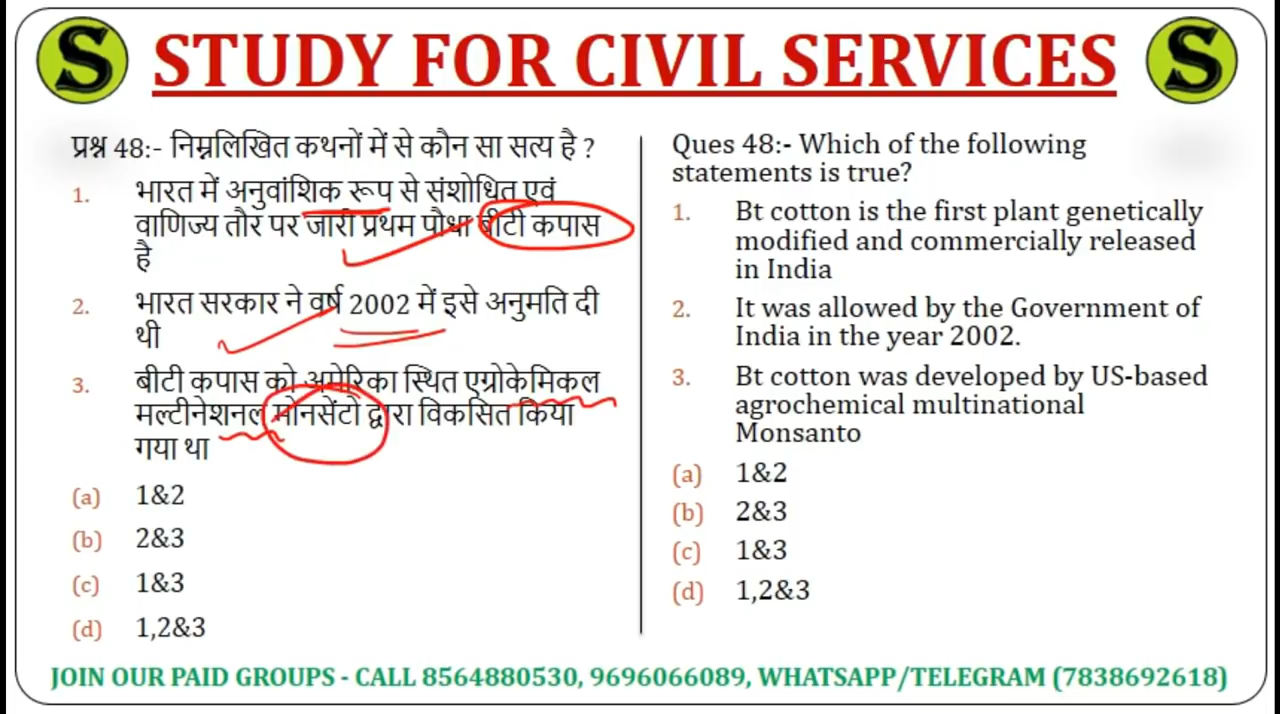 S
STUDY FOR CIVIL SERVICES
S
प्रश्न 48:- निम्नलिखित कथनों में से कौन सा सत्य है ?
1. भारत में अनुवांशिक रूप से संशोधित एवं
वाणिज्य तौर पर जारी प्रथम पौधा बीटी कपास
है
2. भारत सरकार ने वर्ष 2002 में इसे अनुमति दी
थी
3. बीटी कपास को अमेरिका स्थित एग्रोकेमिकल
मल्टीनेशनल मोनसेंटो द्वारा विकसित किया
गया था
(a) 1&2
(b) 2&3
(c) 1&3
(d) 1,2&3
Ques 48:- Which of the following
statements is true?
1. Bt cotton is the first plant genetically
modified and commercially released
in India
2. It was allowed by the Government of
India in the year 2002.
3. Bt cotton was developed by US-based
agrochemical multinational
Monsanto
(a) 1&2
(b) 2&3
(c) 1&3
(d) 1,2&3
JOIN OUR PAID GROUPS - CALL 8564880530, 9696066089, WHATSAPP/TELEGRAM (7838692618)